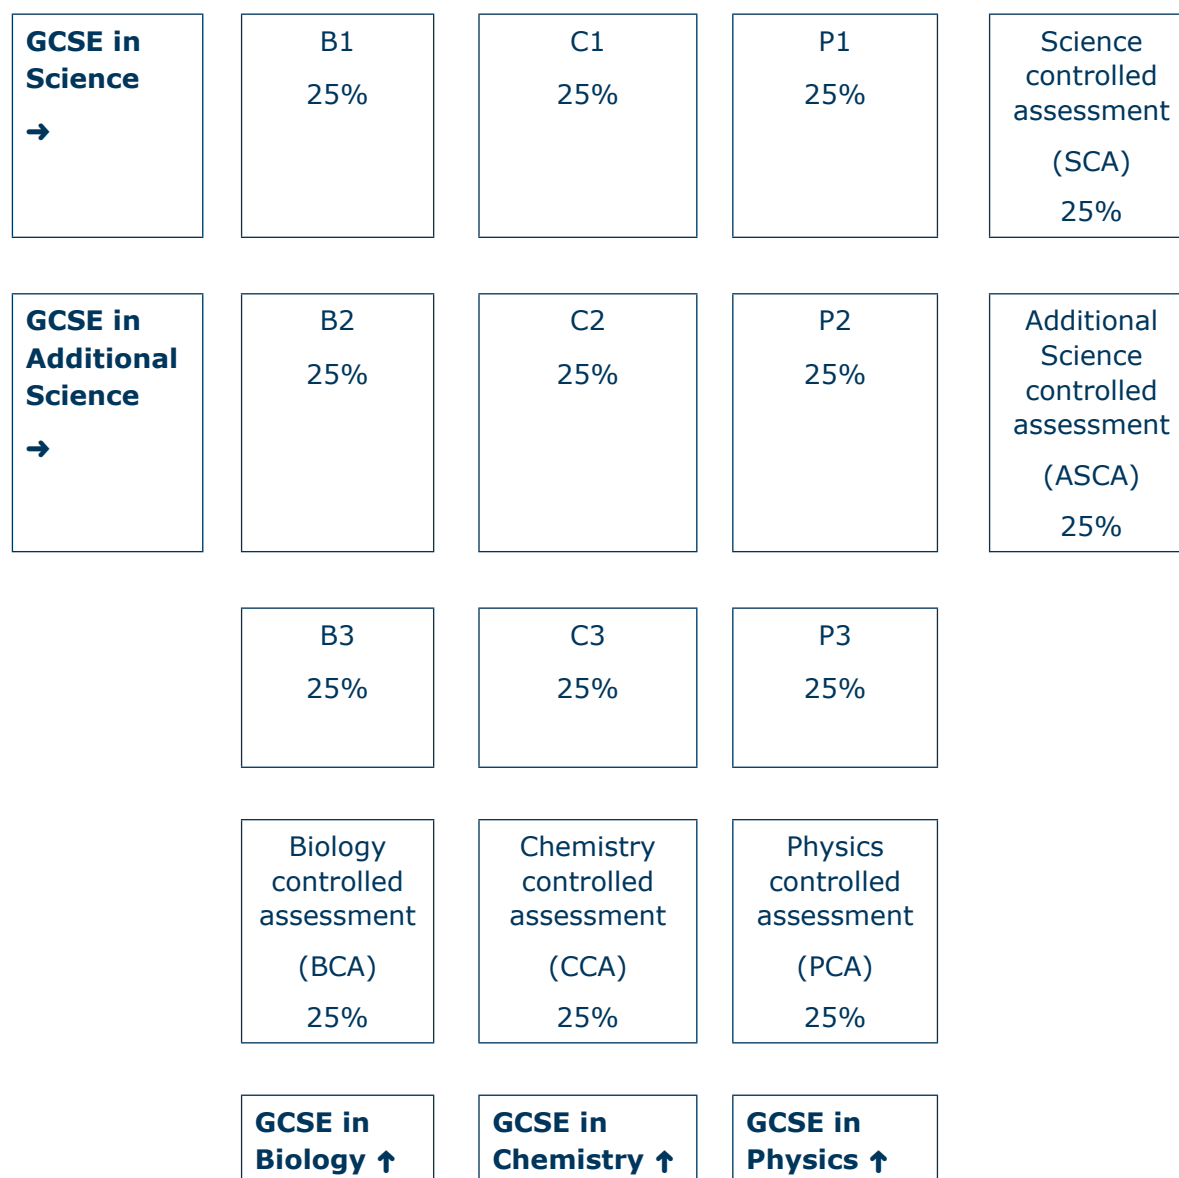 GCSE in
Science
➔
B1
25%
C1
25%
P1
25%
Science
controlled
assessment
(SCA)
25%
GCSE in
Additional
Science
➔
B2
25%
C2
25%
P2
25%
Additional
Science
controlled
assessment
(ASCA)
25%
B3
25%
C3
25%
P3
25%
Biology
controlled
assessment
(BCA)
25%
Chemistry
controlled
assessment
(CCA)
25%
Physics
controlled
assessment
(PCA)
25%
GCSE in
Biology ↑
GCSE in
Chemistry ↑
GCSE in
Physics ↑